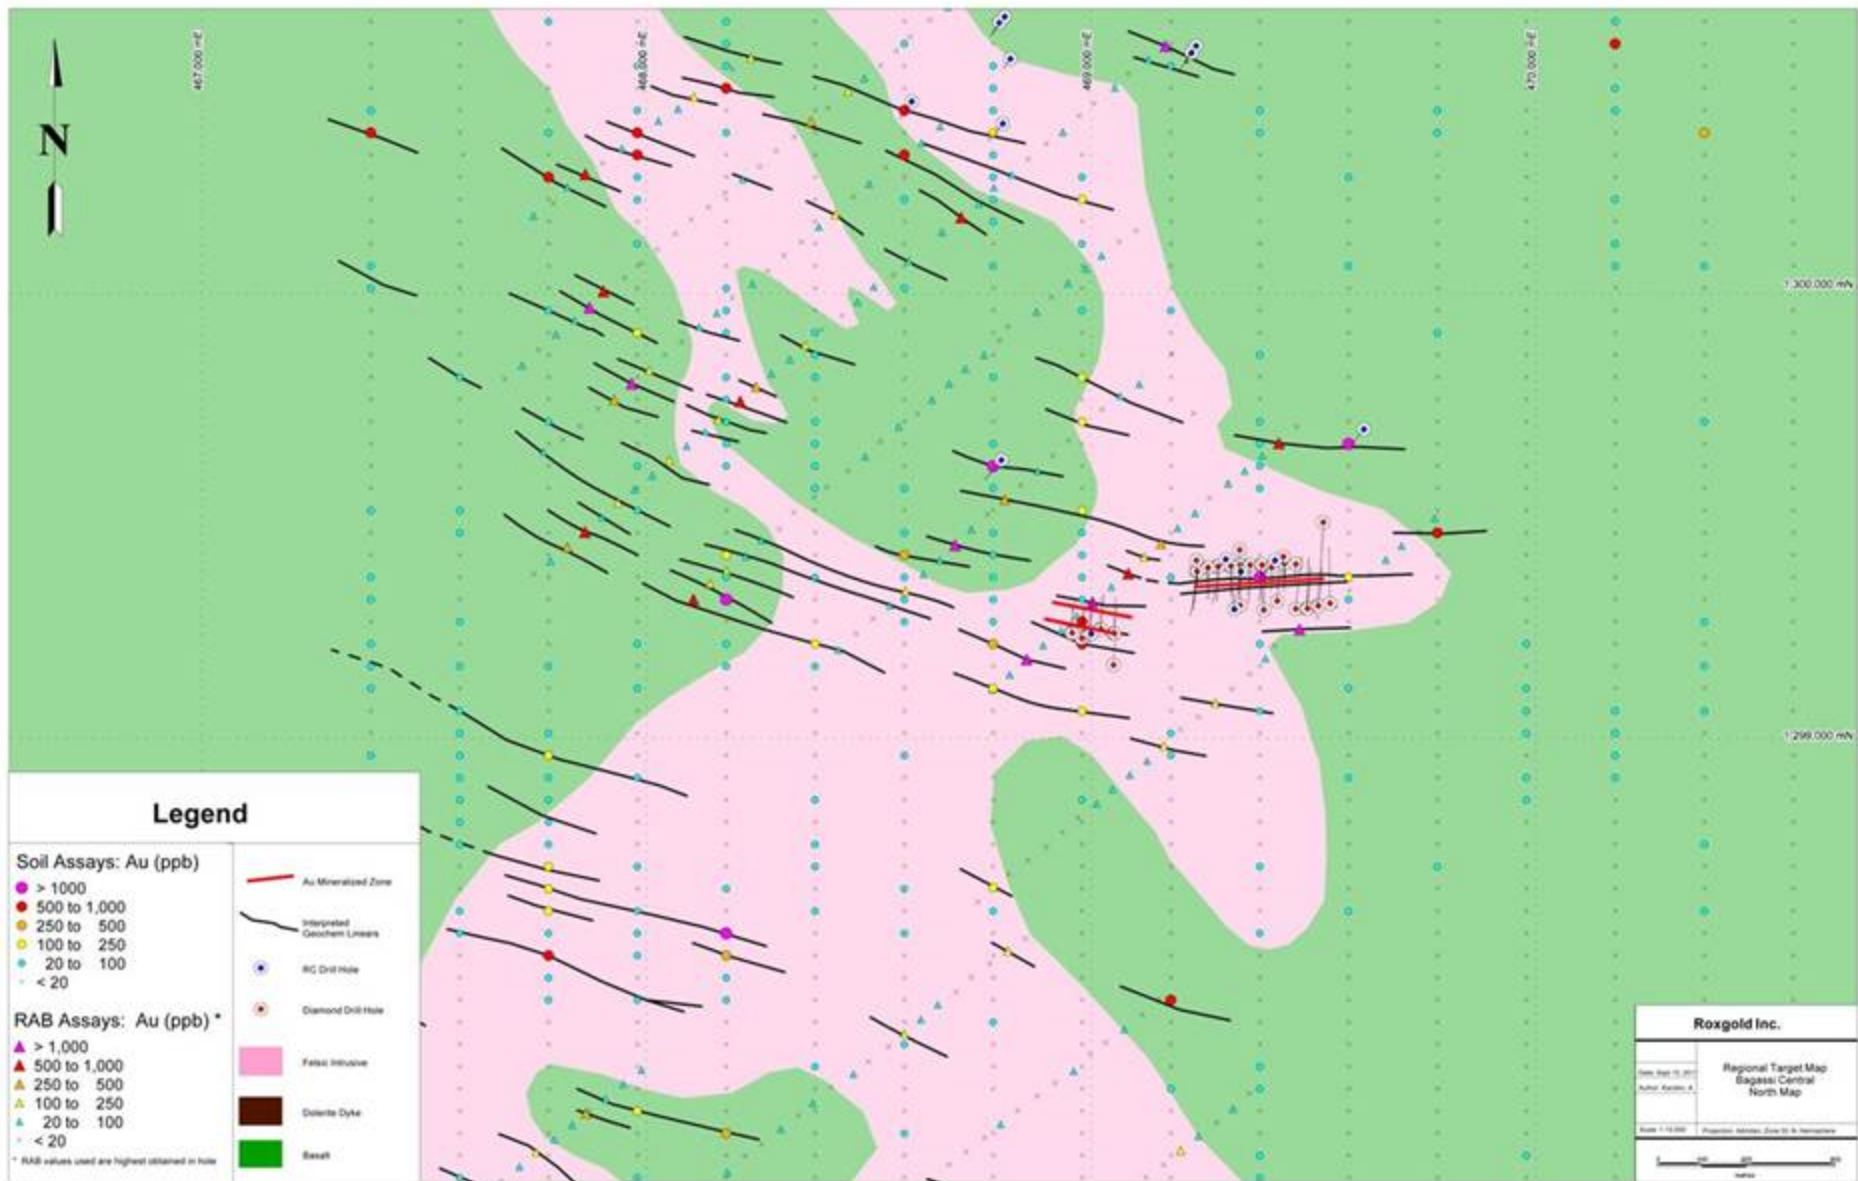 467,000 mE
468,000 mE
469,000 mE
470,000 mE
N
1,300,000 mN
1,299,000 mN
Legend
Soil Assays: Au (ppb)
> 1000
500 to 1,000
250 to 500
100 to 250
20 to 100
< 20
RAB Assays: Au (ppb) *
> 1,000
500 to 1,000
250 to 500
100 to 250
20 to 100
< 20
* RAB values used are highest obtained in hole
Au Mineralized Zone
Interpreted
Geochem Linears
RC Drill Hole
Diamond Drill Hole
Felsic Intrusive
Dolerite Dyke
Basalt
Roxgold Inc.
Regional Target Map
Bagassi Central
North Map
metres